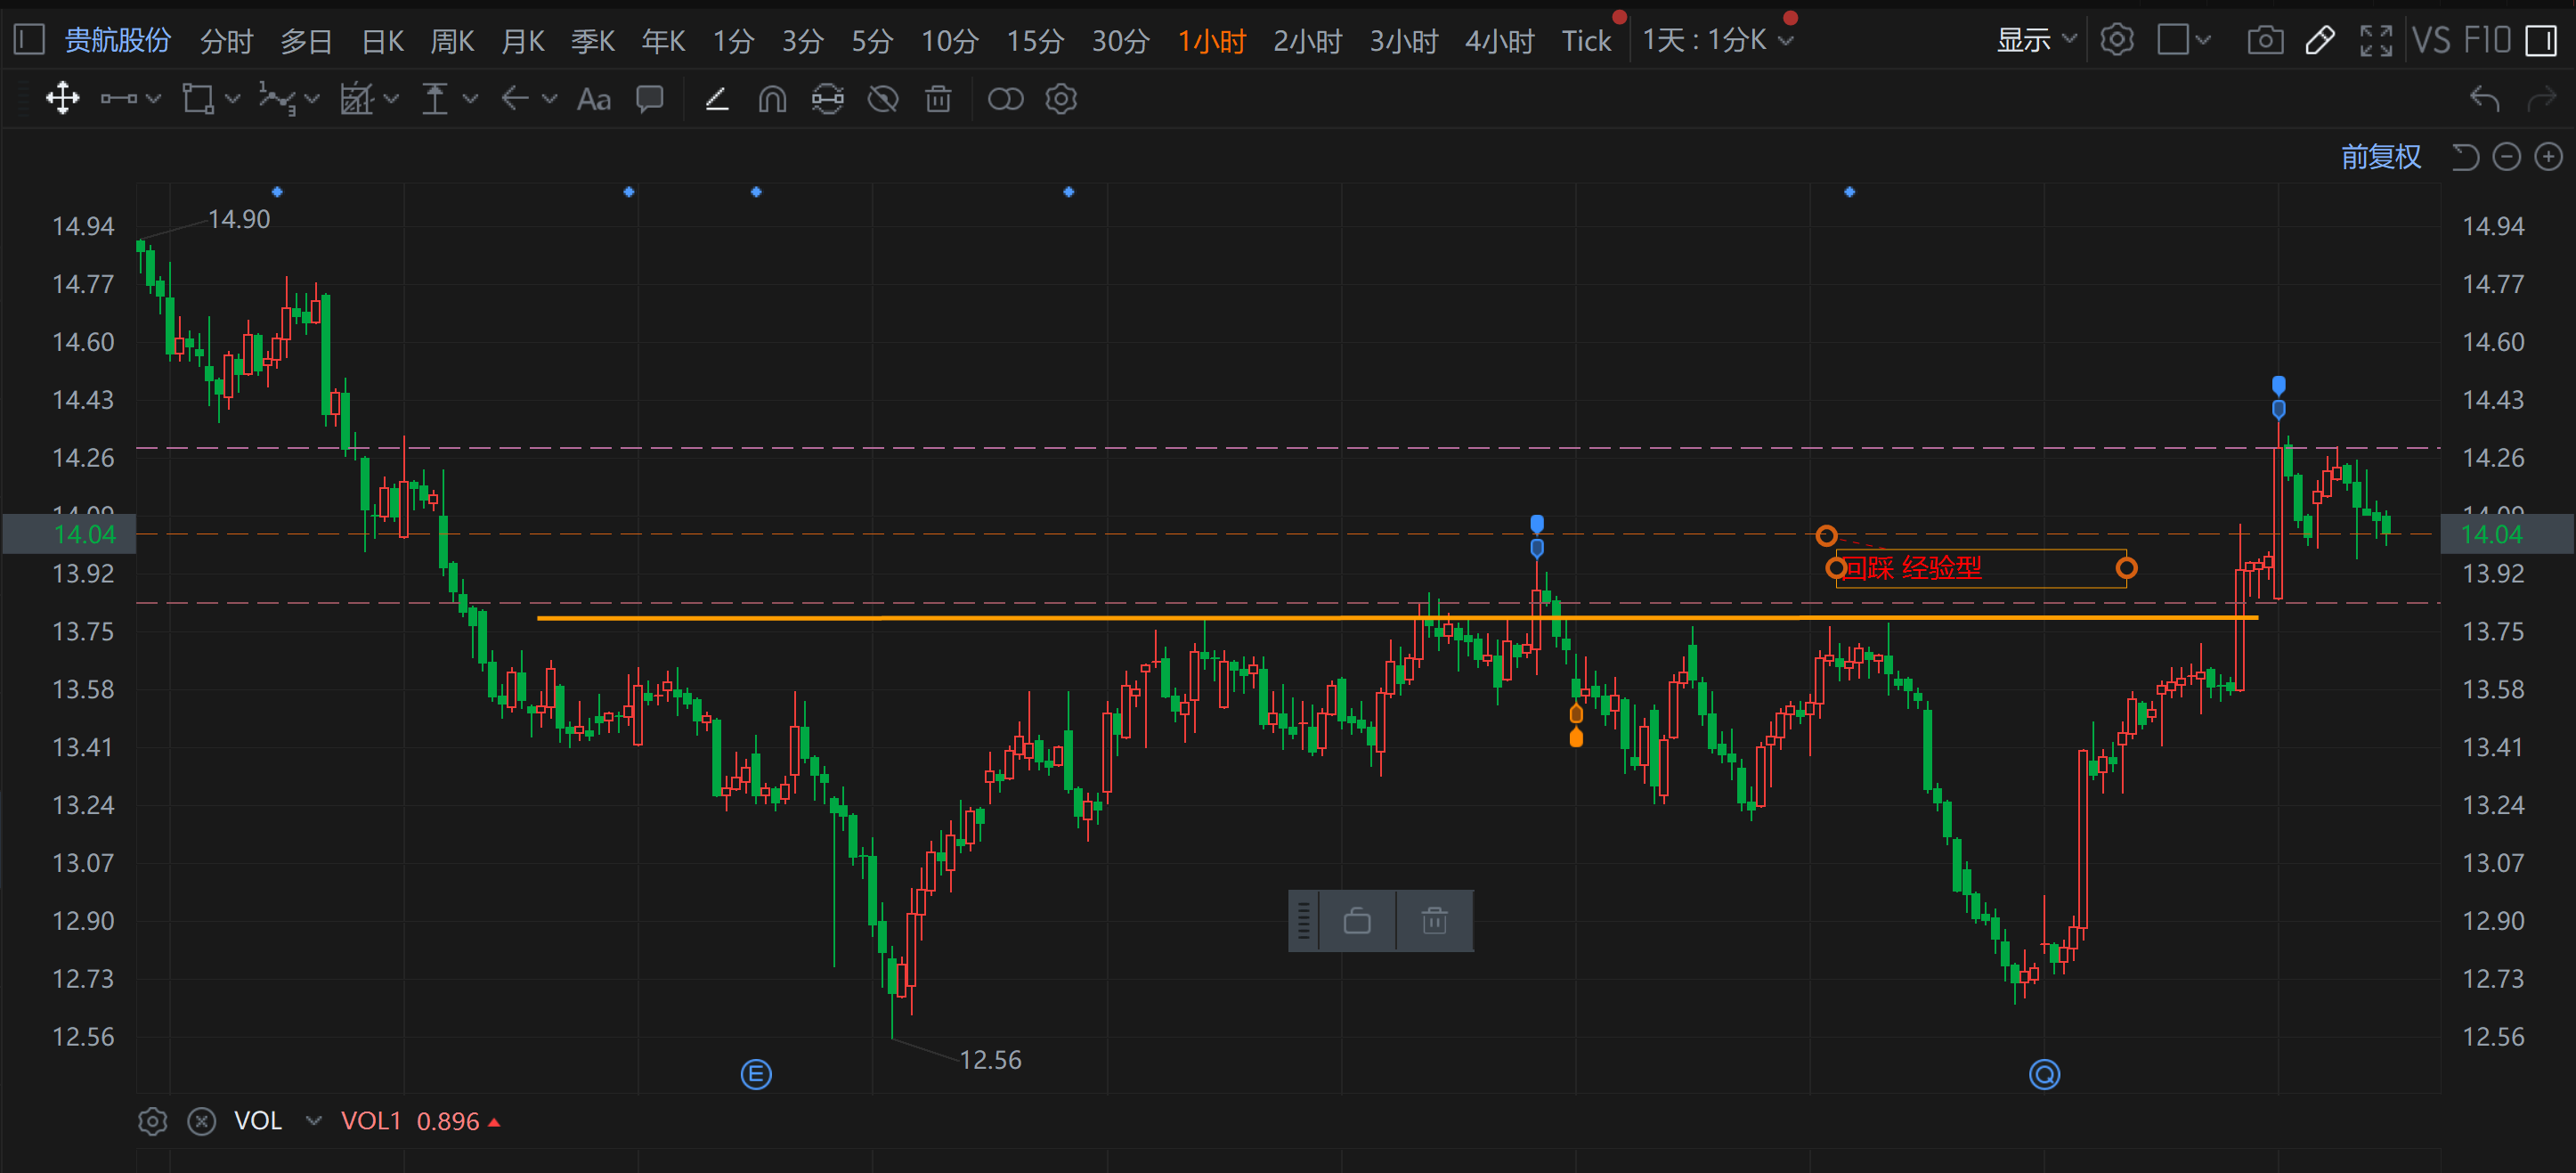 贵航股份 分时 多日 日K 周K 月K 季K 年K 1分 3分 5分 10分 15分 30分 1小时 2小时 3小时 4小时 Tick 1天 : 1分K 显示 VS F10
Aa
前复权
14.94 14.90 14.94
14.77 14.77
14.60 14.60
14.43 14.43
14.26 14.26
14.09 14.09
14.04 14.04
13.92 回踩 经验型 13.92
13.75 13.75
13.58 13.58
13.41 13.41
13.24 13.24
13.07 13.07
12.90 12.90
12.73 12.73
12.56 12.56
12.56
E Q
VOL VOL1 0.896